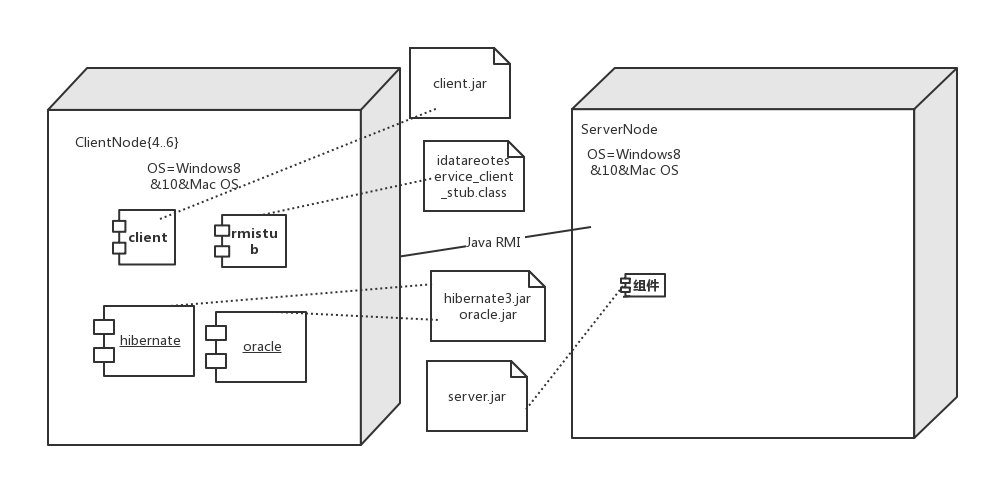 client.jar
ClientNode{4..6}
OS=Windows8
&10&Mac OS
client
rmistu
b
hibernate
oracle
idatareotes
ervice_client
_stub.class
Java RMI
hibernate3.jar
oracle.jar
server.jar
ServerNode
OS=Windows8
&10&Mac OS
组件